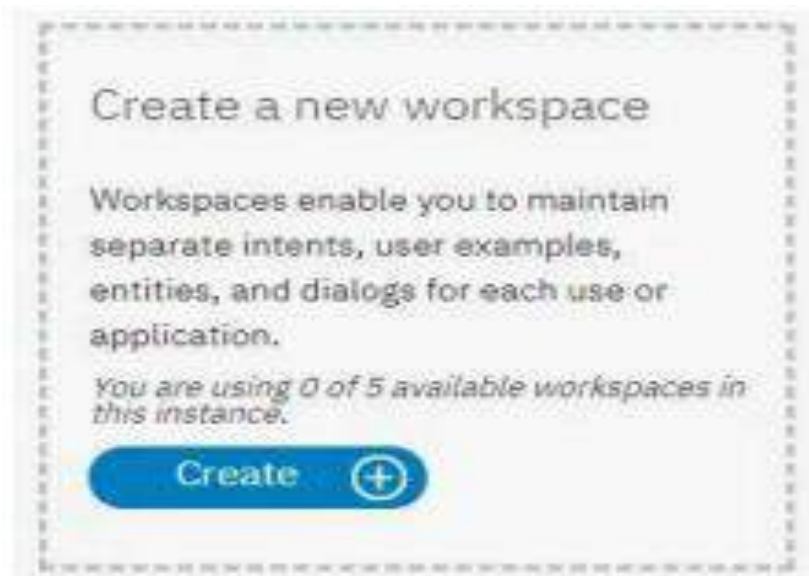 Create a new workspace
Workspaces enable you to maintain
separate intents, user examples,
entities, and dialogs for each use or
application.
You are using 0 of 5 available workspaces in
this instance.
Create